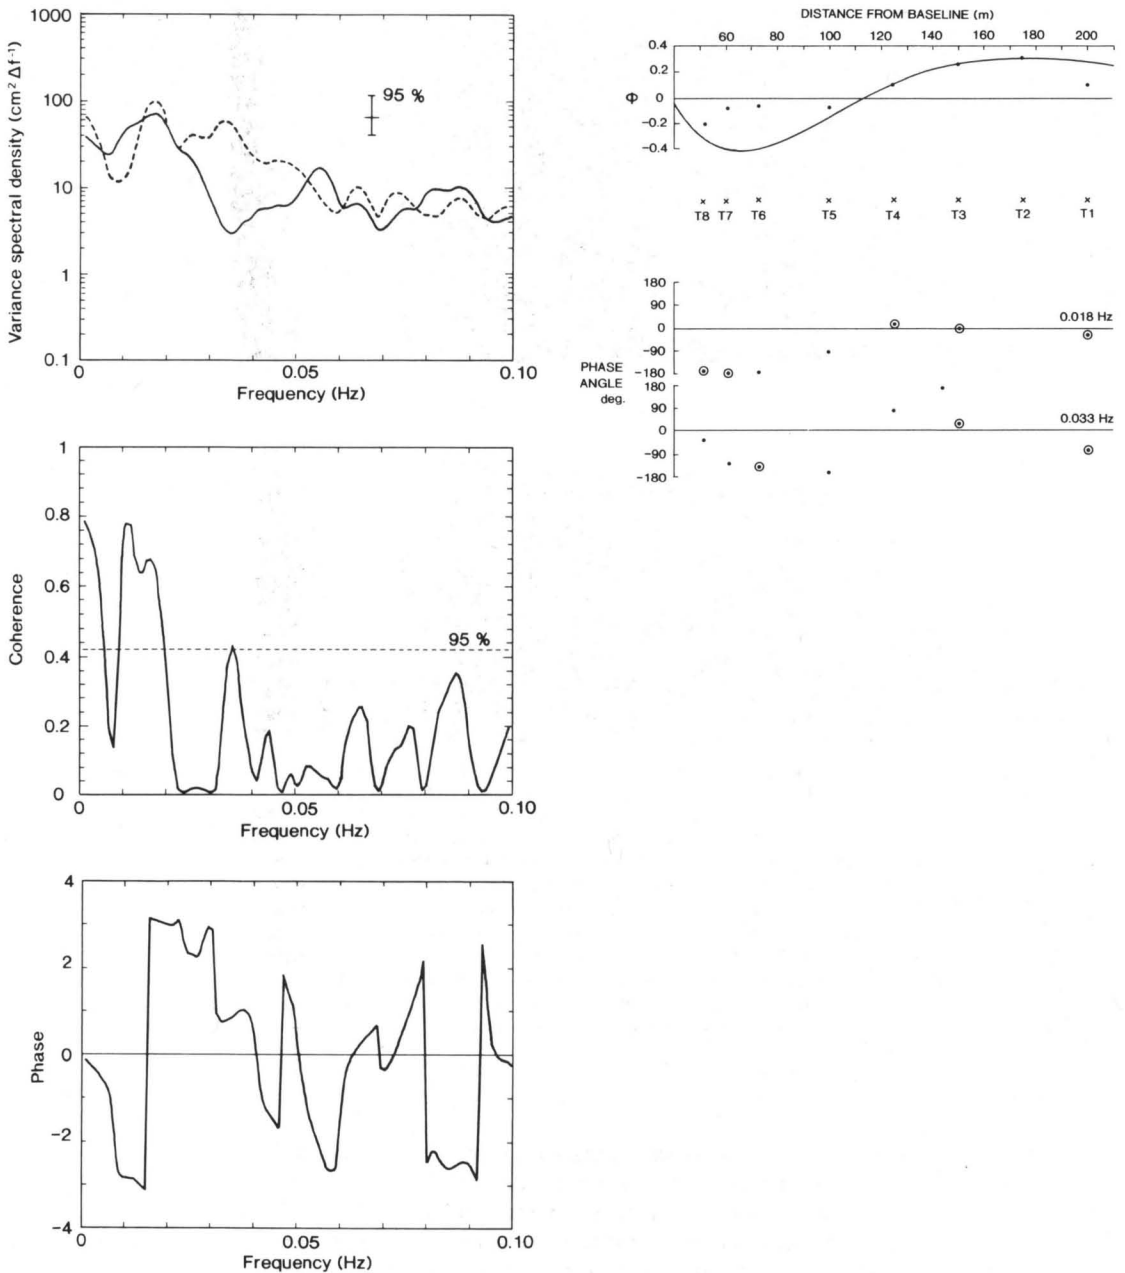 Variance spectral density (cm² Δf⁻¹)
1000
100
10
1
0.1
95 %
0
0.05
0.10
Frequency (Hz)
Coherence
1
0.8
0.6
0.4
0.2
0
95 %
0
0.05
0.10
Frequency (Hz)
Phase
4
2
0
−2
−4
0
0.05
0.10
Frequency (Hz)
DISTANCE FROM BASELINE (m)
60 80 100 120 140 160 180 200
Φ
0.4
0.2
0
−0.2
−0.4
T8 T7 T6 T5 T4 T3 T2 T1
PHASE
ANGLE
deg.
180
90
0
−90
−180
0.018 Hz
180
90
0
−90
−180
0.033 Hz